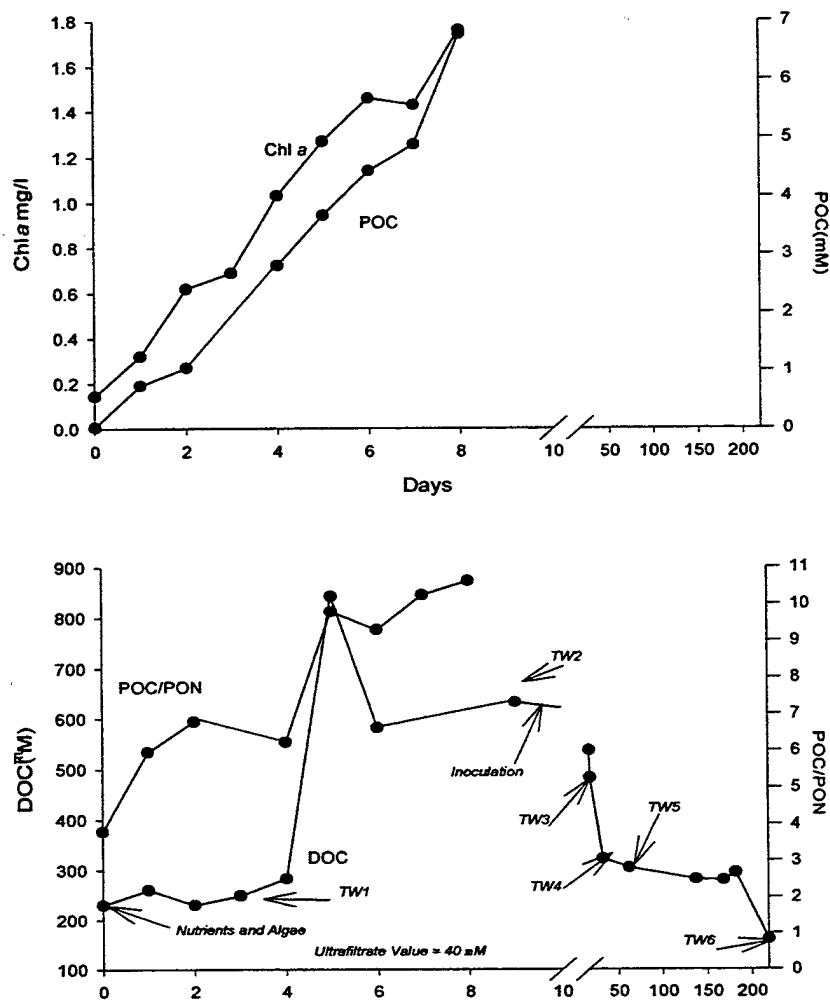 1.8
1.6
1.4
1.2
1.0
0.8
0.6
0.4
0.2
0.0
Chl a mg/l
Chl a
POC
7
6
5
4
3
2
1
0
POC(mM)
0 2 4 6 8 10 50 100 150 200
Days
900
800
700
600
500
400
300
200
100
POC/PON
DOC
TW1
TW2
Inoculation
TW3
TW4
TW5
TW6
Nutrients and Algae
Ultrafiltrate Value = 40 mM
11
10
9
8
7
6
5
4
3
2
1
0
POC/PON
0 2 4 6 8 10 50 100 150 200